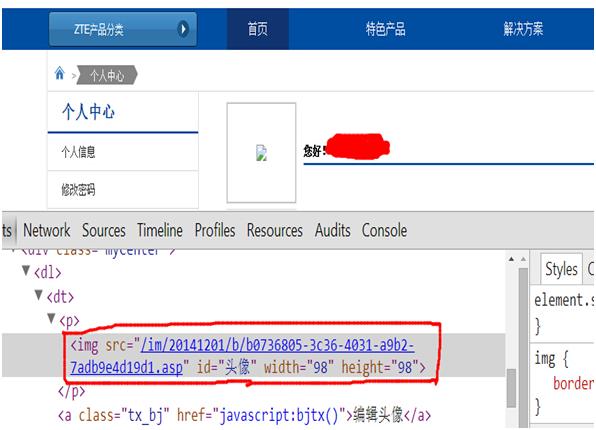 ZTE产品分类
首页
特色产品
解决方案
> 个人中心
个人中心
个人信息
修改密码
您好!
ts Network Sources Timeline Profiles Resources Audits Console
<div class="mycenter">
<dl>
<dt>
<p>
<img src="/im/20141201/b/b0736805-3c36-4031-a9b2-
7adb9e4d19d1.asp" id="头像" width="98" height="98">
</p>
<a class="tx_bj" href="javascript:bjtx()">编辑头像</a>
Styles C
element.s
}
img {
border
}